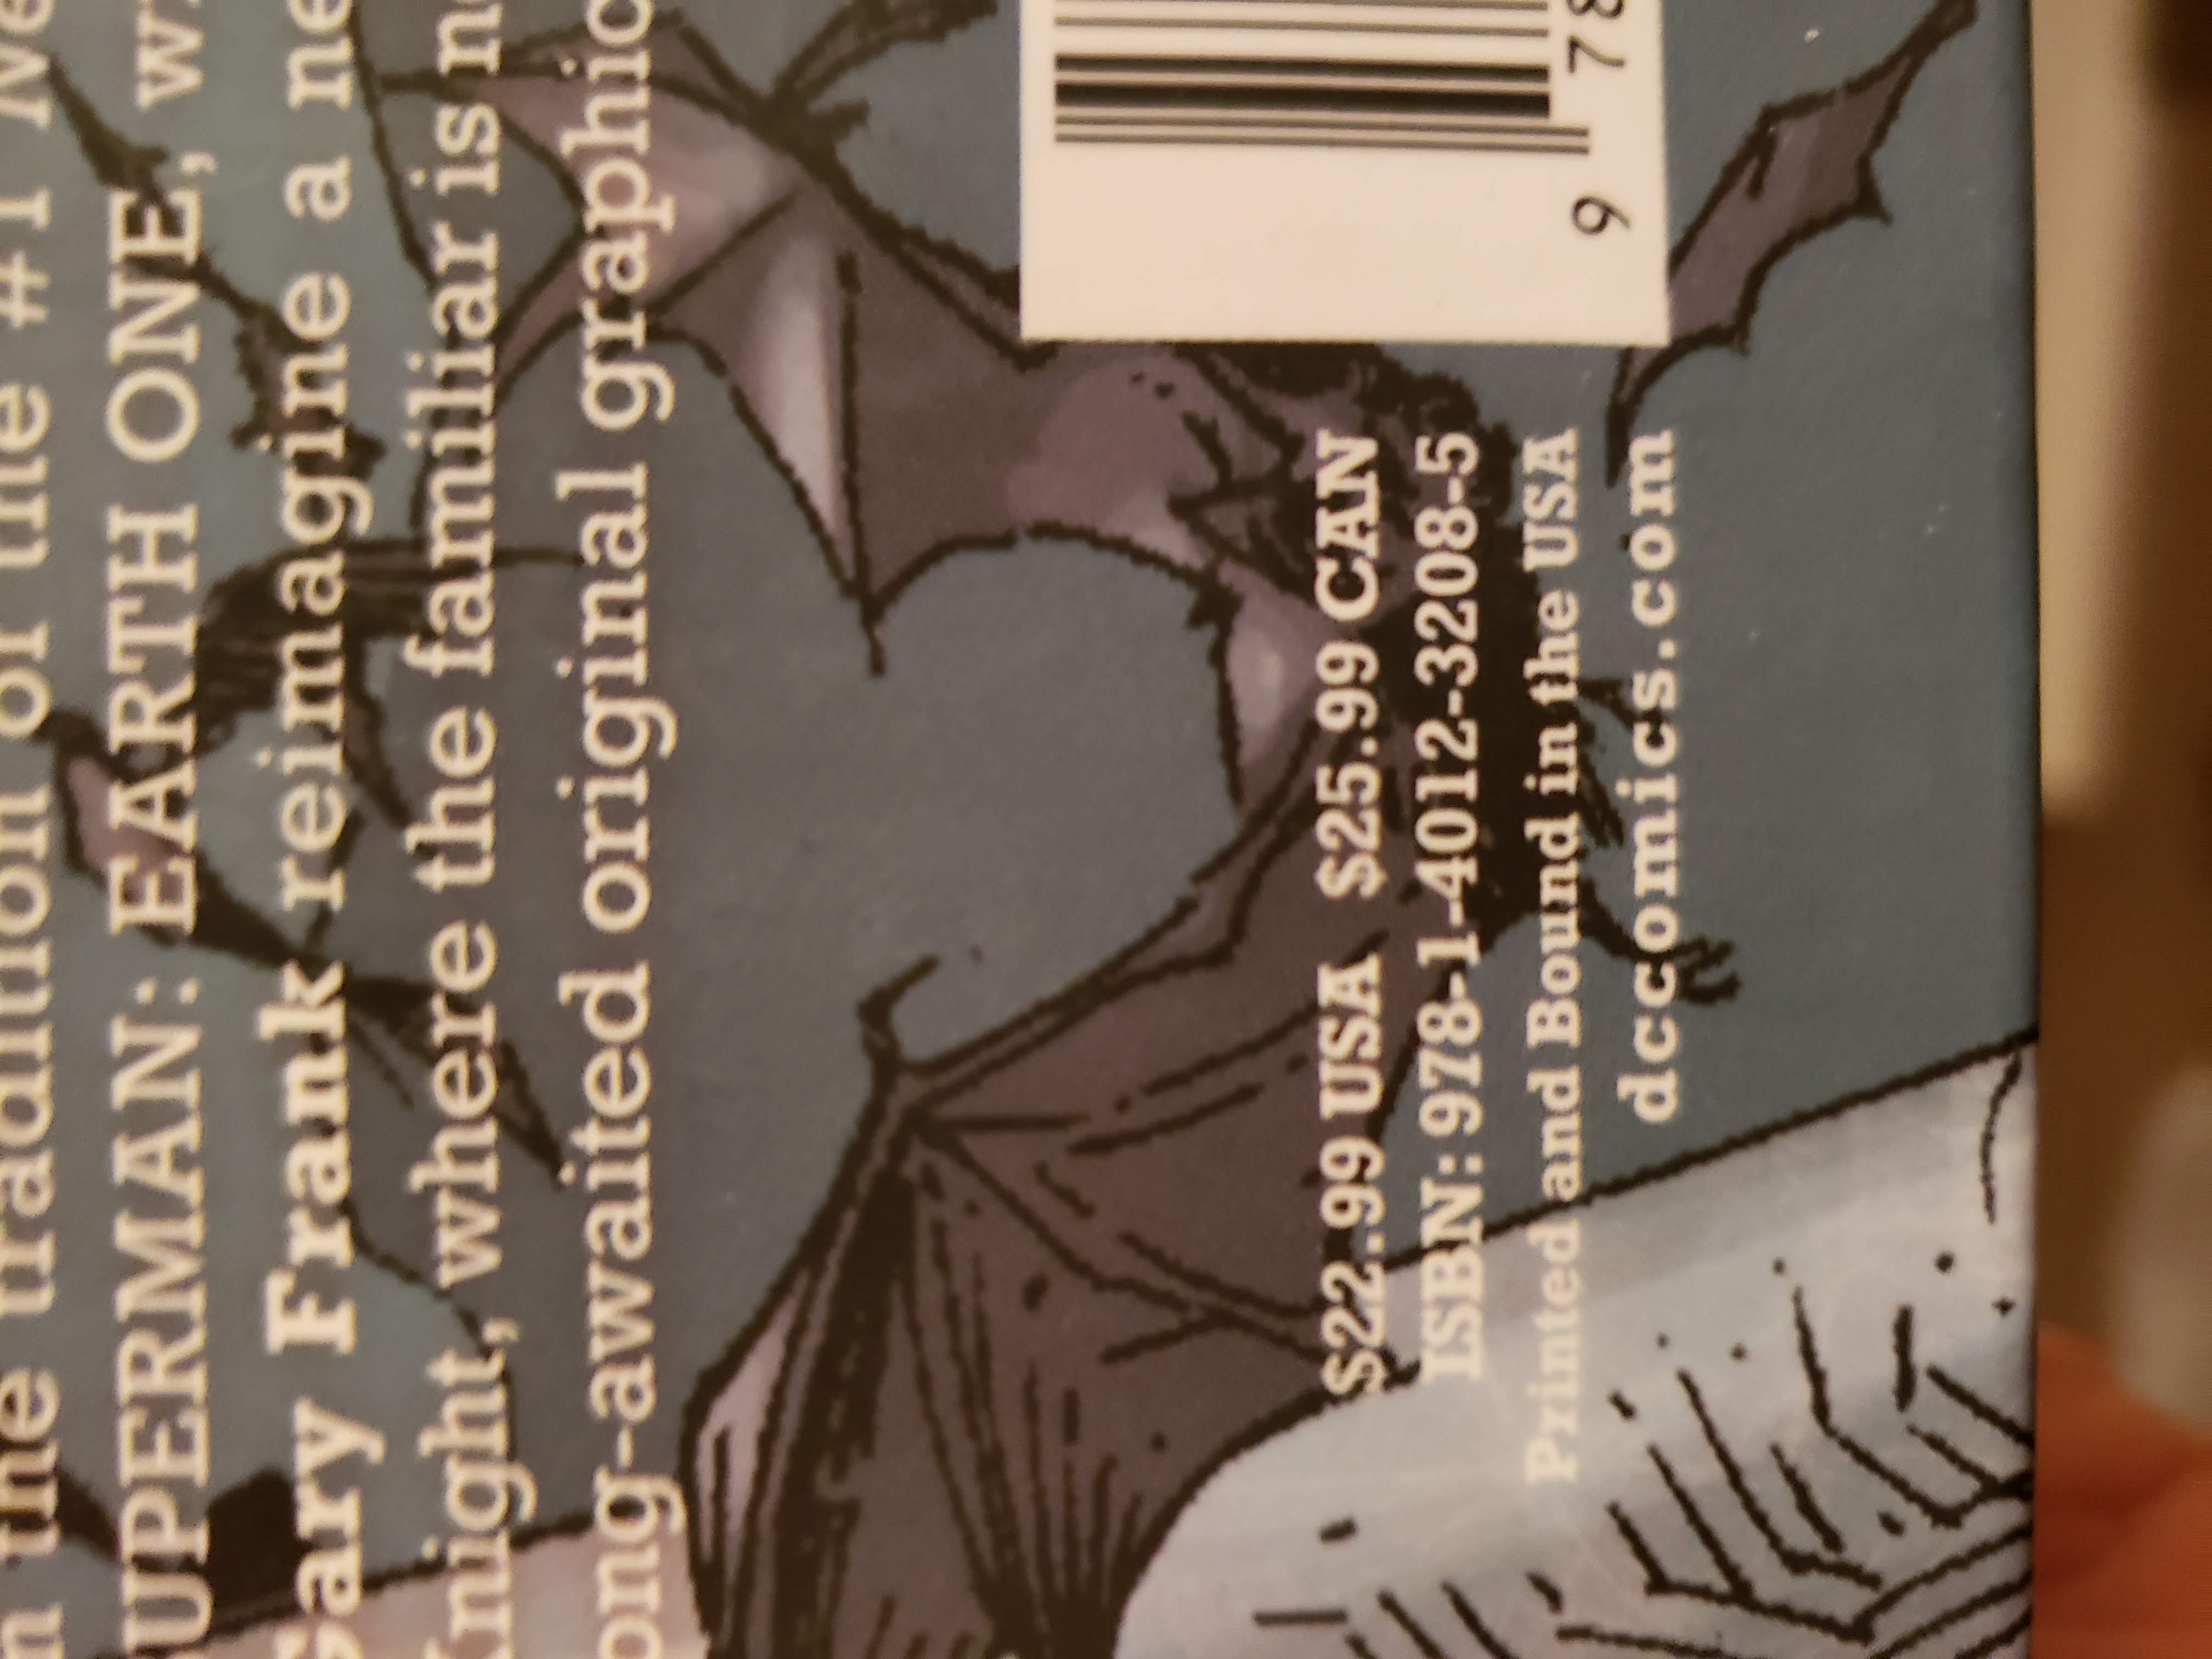 n the tradition of the #1 Ne
UPERMAN: EARTH ONE, w
Gary Frank reimagine a ne
Knight, where the familiar is n
ong-awaited original graphic
$22.99 USA $25.99 CAN
ISBN: 978-1-4012-3208-5
Printed and Bound in the USA
dccomics.com
9 78